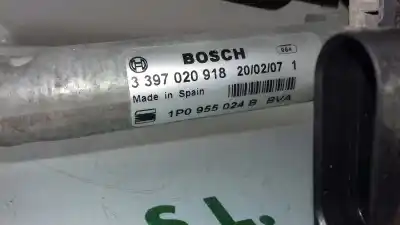 BOSCH
3 397 020 918 20/02/07 1
Made in Spain
1P0 955 024 B BVA
S.L.